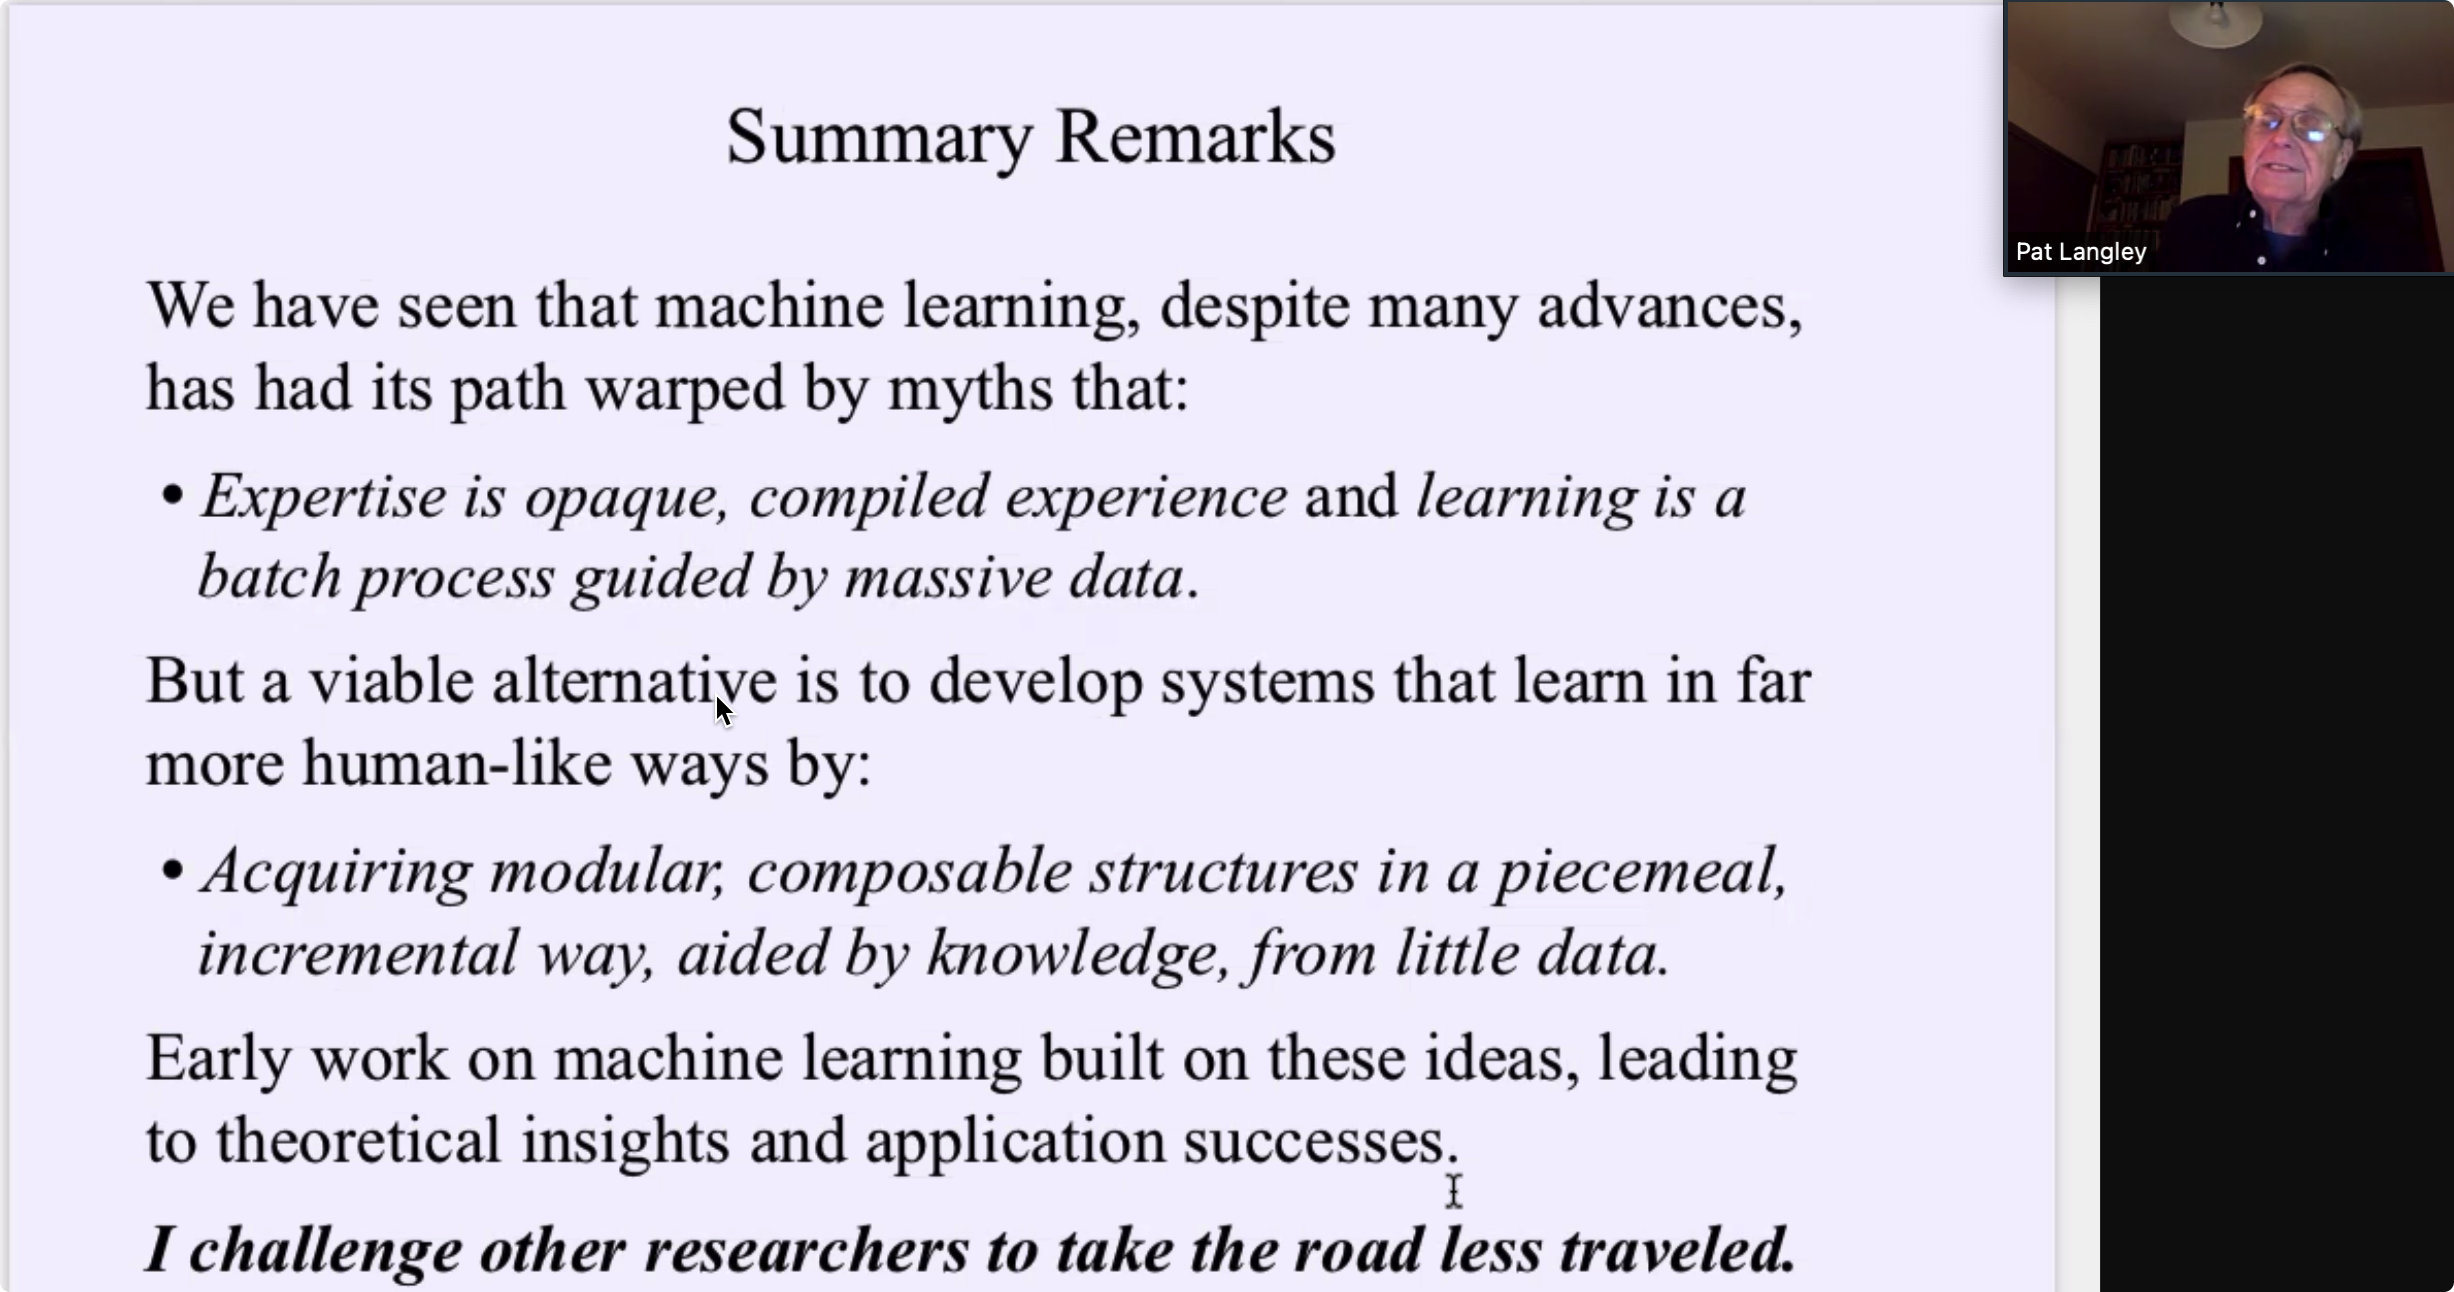 Summary Remarks
Pat Langley
We have seen that machine learning, despite many advances,
has had its path warped by myths that:
• Expertise is opaque, compiled experience and learning is a
batch process guided by massive data.
But a viable alternative is to develop systems that learn in far
more human-like ways by:
• Acquiring modular, composable structures in a piecemeal,
incremental way, aided by knowledge, from little data.
Early work on machine learning built on these ideas, leading
to theoretical insights and application successes.
I challenge other researchers to take the road less traveled.